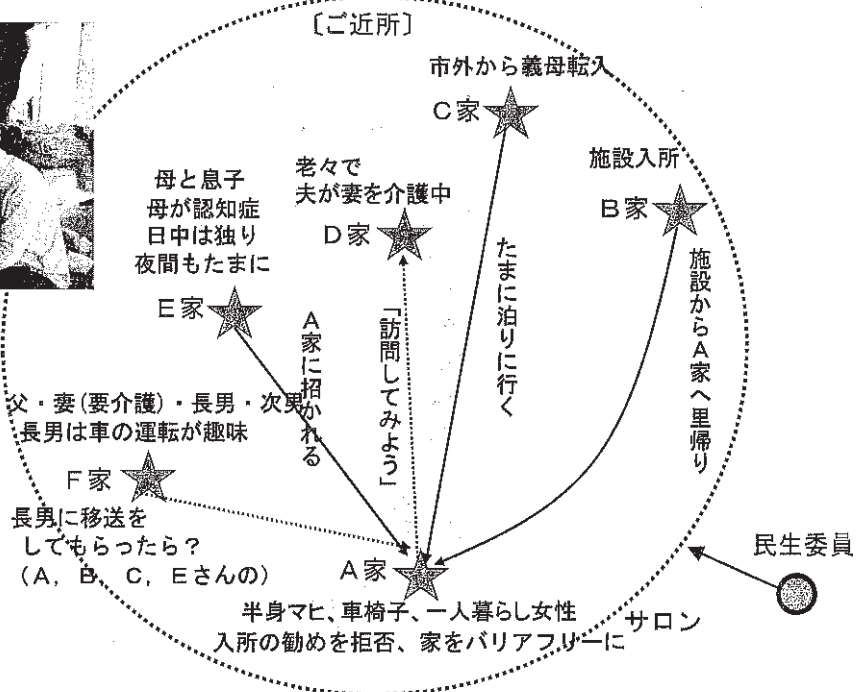 〔ご近所〕
市外から義母転入
C家
施設入所
B家
老々で
夫が妻を介護中
D家
母と息子
母が認知症
日中は独り
夜間もたまに
E家
施設からA家へ里帰り
たまに泊りに行く
「訪問してみよう」
A家に招かれる
父・妻(要介護)・長男・次男
長男は車の運転が趣味
F家
長男に移送を
してもらったら?
(A, B, C, Eさんの)
A家
半身マヒ、車椅子、一人暮らし女性
入所の勧めを拒否、家をバリアフリーに
サロン
民生委員